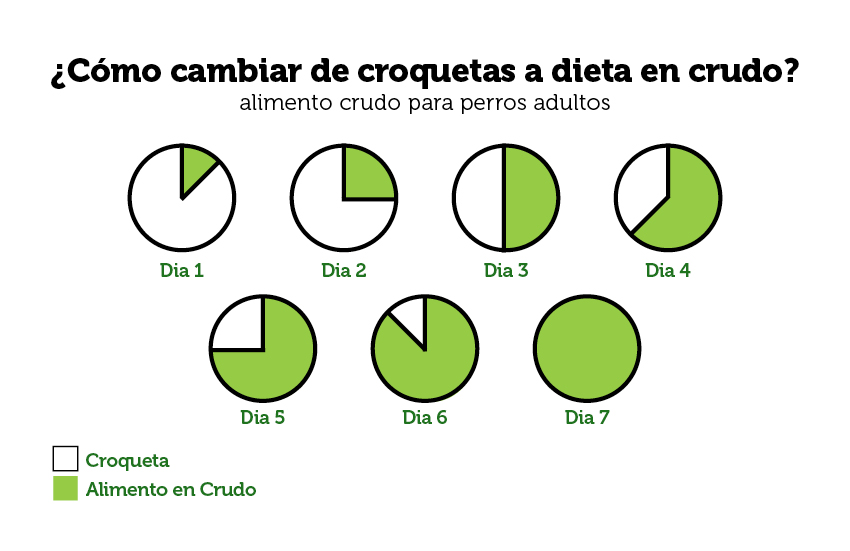 ¿Cómo cambiar de croquetas a dieta en crudo?
alimento crudo para perros adultos
Dia 1
Dia 2
Dia 3
Dia 4
Dia 5
Dia 6
Dia 7
Croqueta
Alimento en Crudo